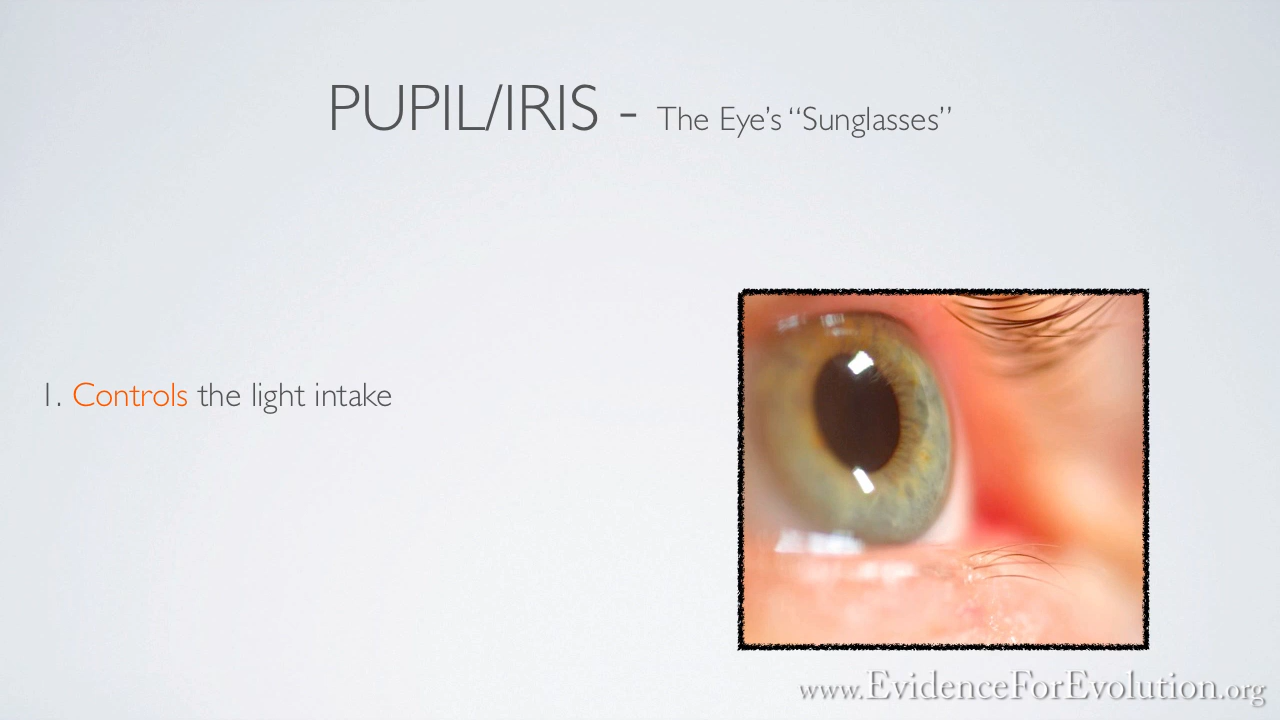 PUPIL/IRIS - The Eye’s “Sunglasses”
1. Controls the light intake
www.EvidenceForEvolution.org